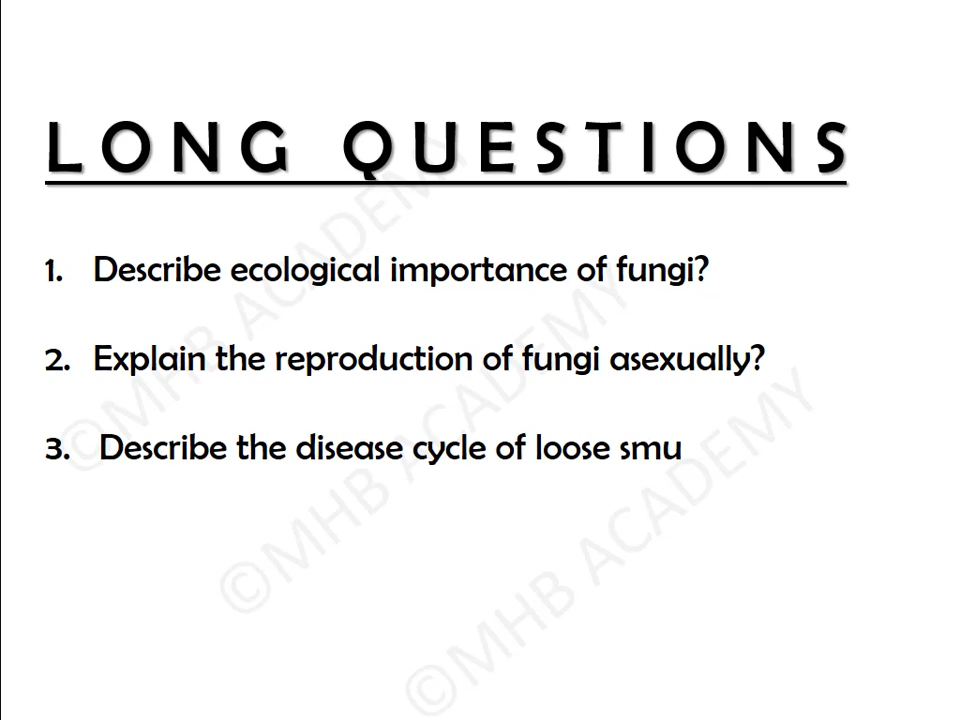 LONG QUESTIONS
1. Describe ecological importance of fungi?
2. Explain the reproduction of fungi asexually?
3. Describe the disease cycle of loose smu
©MHB ACADEMY
©MHB ACADEMY
©MHB ACADEMY